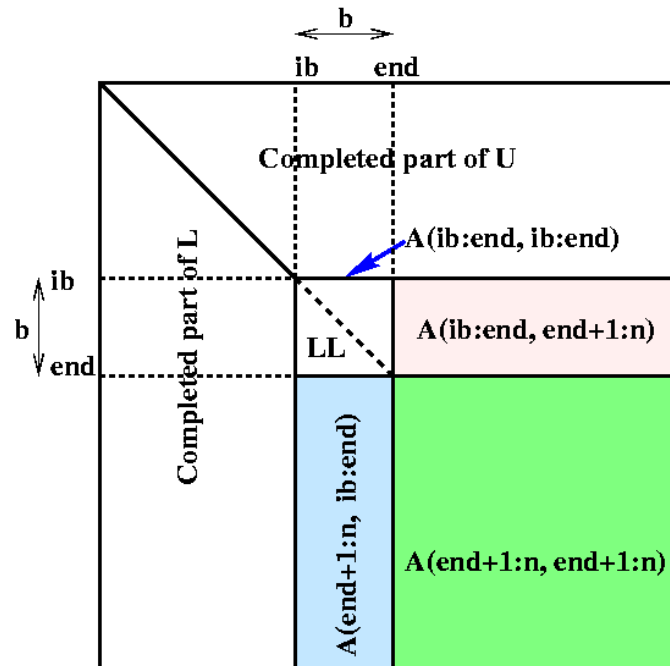 b
ib end
Completed part of U
A(ib:end, ib:end)
Completed part of L
ib
b
end
LL
A(ib:end, end+1:n)
A(end+1:n, ib:end)
A(end+1:n, end+1:n)